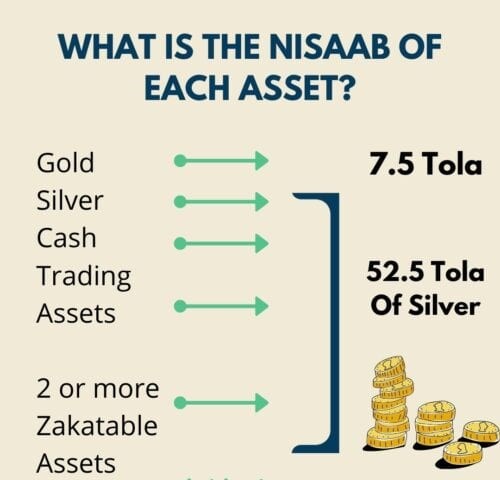 WHAT IS THE NISAAB OF
EACH ASSET?
Gold
7.5 Tola
Silver
Cash
Trading
Assets
52.5 Tola
Of Silver
2 or more
Zakatable
Assets